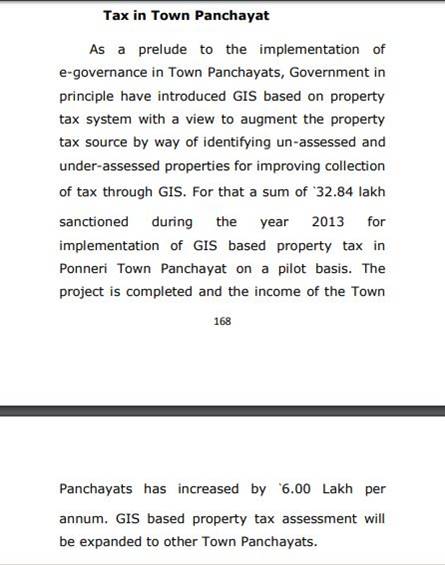 Tax in Town Panchayat
As a prelude to the implementation of
e-governance in Town Panchayats, Government in
principle have introduced GIS based on property
tax system with a view to augment the property
tax source by way of identifying un-assessed and
under-assessed properties for improving collection
of tax through GIS. For that a sum of `32.84 lakh
sanctioned during the year 2013 for
implementation of GIS based property tax in
Ponneri Town Panchayat on a pilot basis. The
project is completed and the income of the Town
168
Panchayats has increased by `6.00 Lakh per
annum. GIS based property tax assessment will
be expanded to other Town Panchayats.